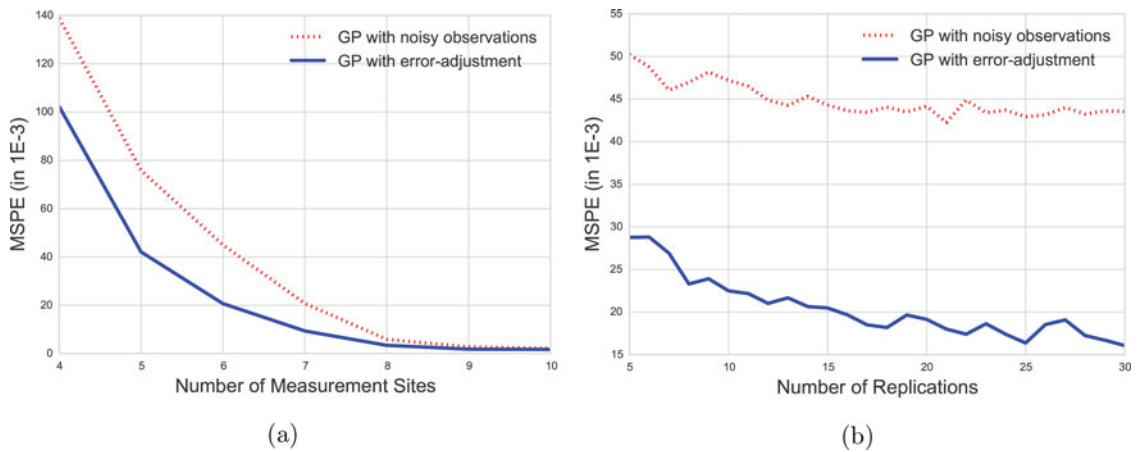 140
120
100
80
60
40
20
0
MSPE (in 1E-3)
GP with noisy observations
GP with error-adjustment
4 5 6 7 8 9 10
Number of Measurement Sites
(a)
55
50
45
40
35
30
25
20
15
MSPE (in 1E-3)
GP with noisy observations
GP with error-adjustment
5 10 15 20 25 30
Number of Replications
(b)